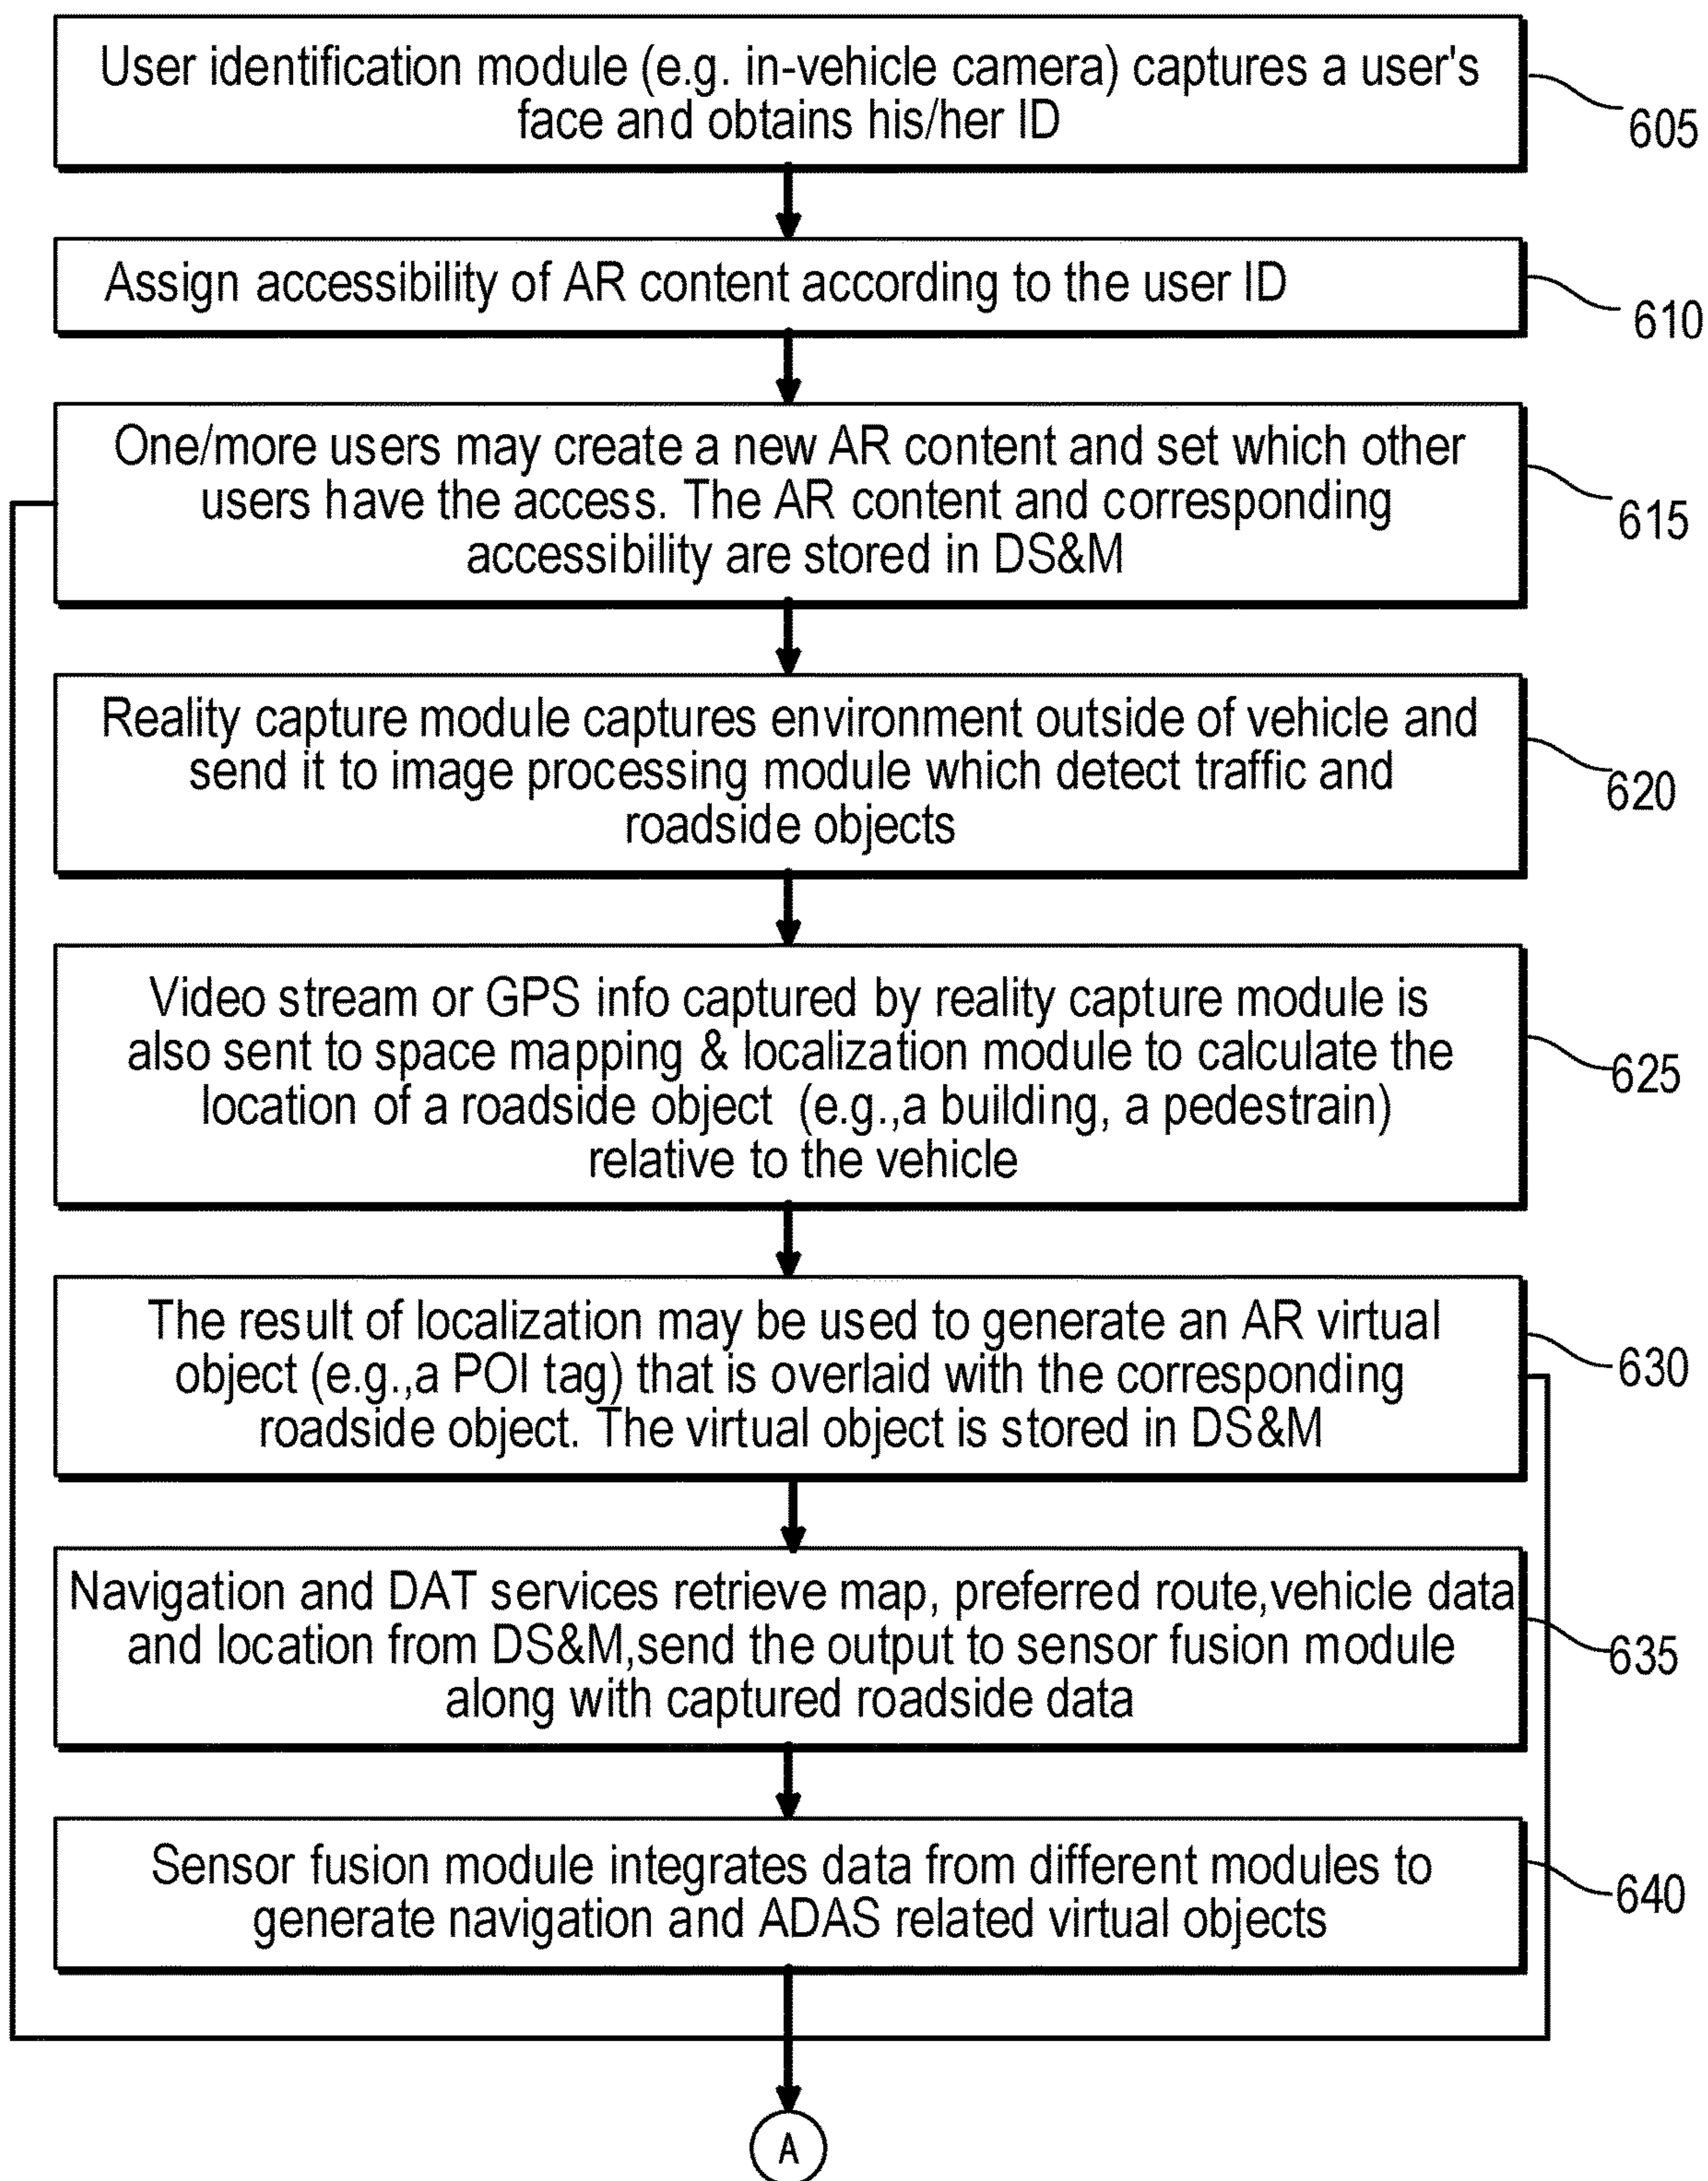 User identification module (e.g. in-vehicle camera) captures a user's
face and obtains his/her ID
605
Assign accessibility of AR content according to the user ID
610
One/more users may create a new AR content and set which other
users have the access. The AR content and corresponding
accessibility are stored in DS&M
615
Reality capture module captures environment outside of vehicle and
send it to image processing module which detect traffic and
roadside objects
620
Video stream or GPS info captured by reality capture module is
also sent to space mapping & localization module to calculate the
location of a roadside object (e.g.,a building, a pedestrain)
relative to the vehicle
625
The result of localization may be used to generate an AR virtual
object (e.g.,a POI tag) that is overlaid with the corresponding
roadside object. The virtual object is stored in DS&M
630
Navigation and DAT services retrieve map, preferred route,vehicle data
and location from DS&M,send the output to sensor fusion module
along with captured roadside data
635
Sensor fusion module integrates data from different modules to
generate navigation and ADAS related virtual objects
640
A